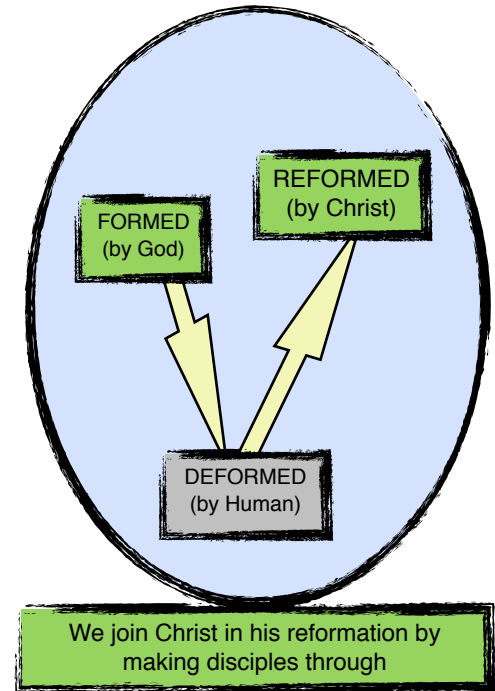 FORMED
(by God)
REFORMED
(by Christ)
DEFORMED
(by Human)
We join Christ in his reformation by
making disciples through